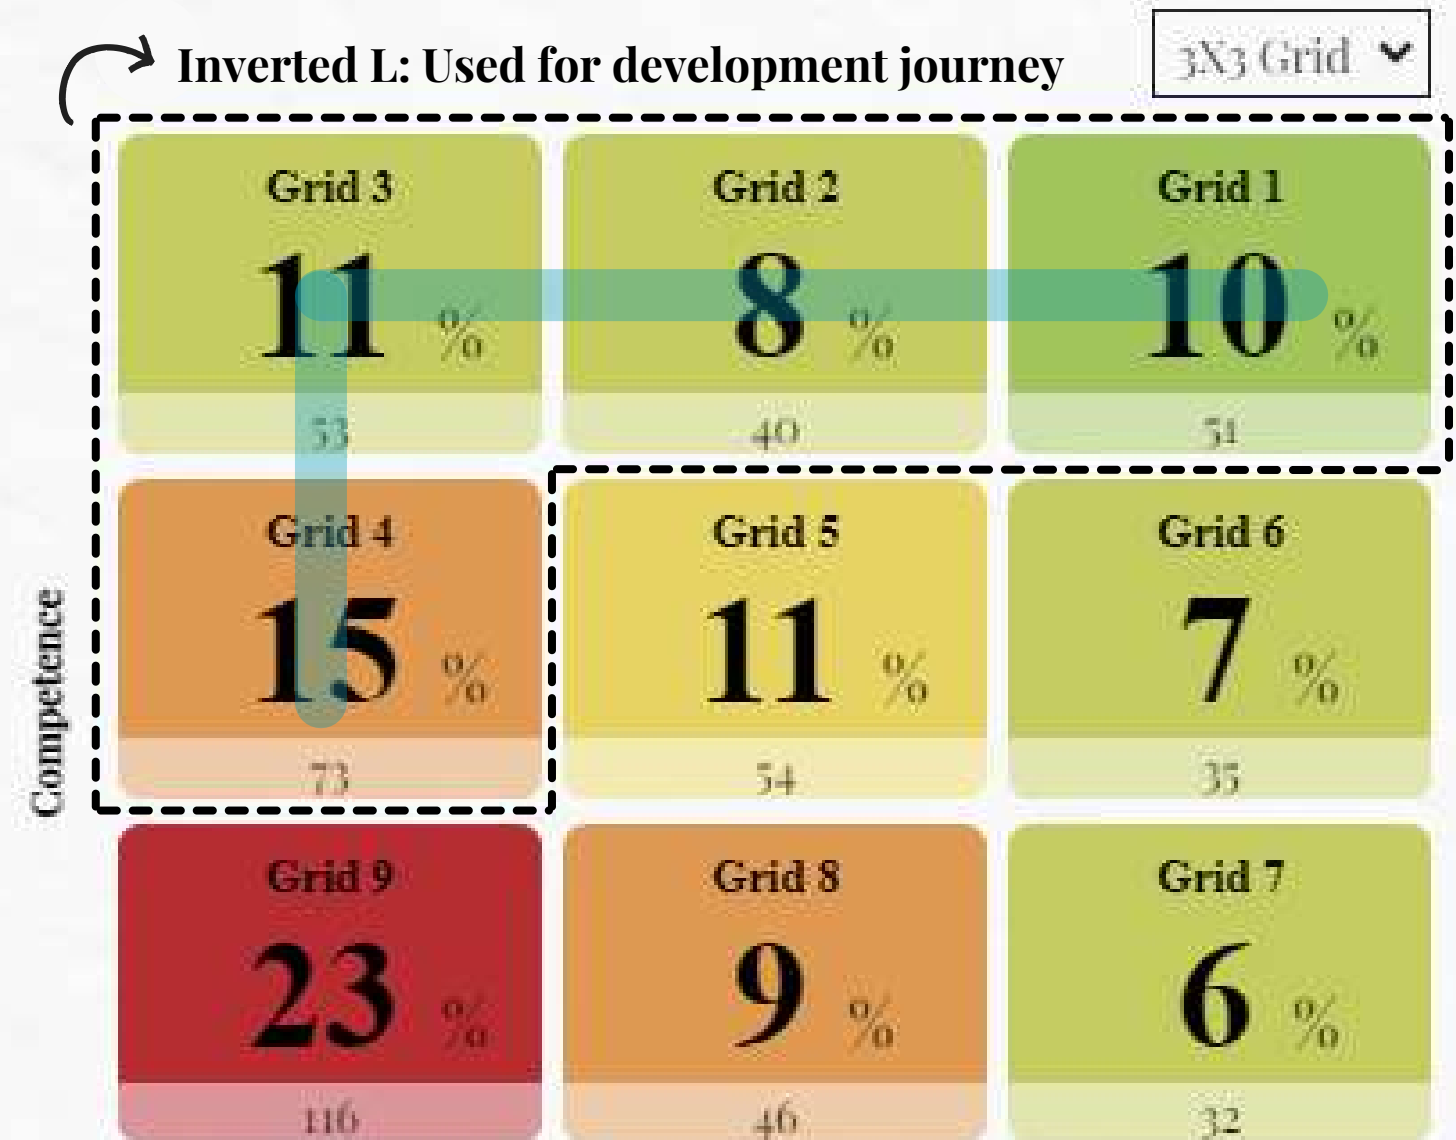 Inverted L: Used for development journey
3X3 Grid
Grid 3
11 %
53
Grid 2
8 %
40
Grid 1
10 %
51
Grid 4
15 %
73
Grid 5
11 %
54
Grid 6
7 %
35
Competence
Grid 9
23 %
116
Grid 8
9 %
46
Grid 7
6 %
32